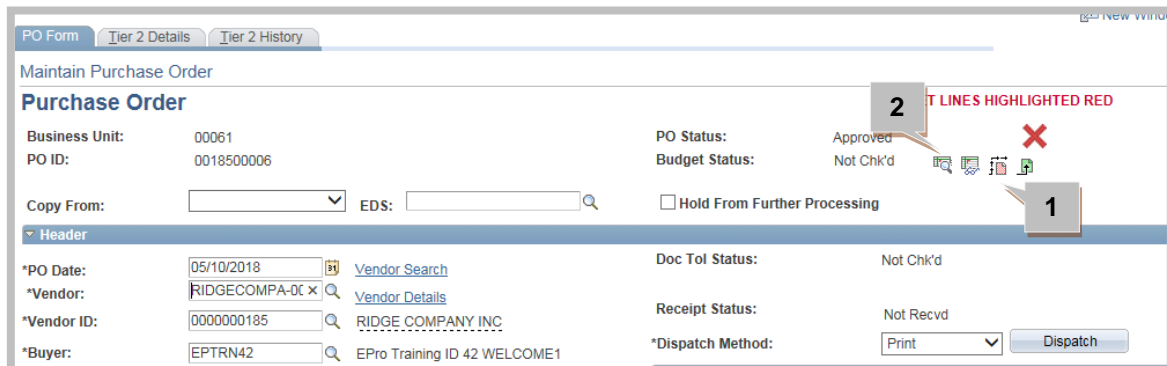 New Window
PO Form Tier 2 Details Tier 2 History
Maintain Purchase Order
Purchase Order
2
T LINES HIGHLIGHTED RED
Business Unit: 00061 PO Status: Approved
PO ID: 0018500006 Budget Status: Not Chk'd
Copy From: EDS: Hold From Further Processing
1
Header
*PO Date: 05/10/2018 31 Vendor Search Doc Tol Status: Not Chk'd
*Vendor: RIDGECOMPA-00 × Vendor Details
Receipt Status: Not Recvd
*Vendor ID: 0000000185 RIDGE COMPANY INC
*Dispatch Method: Print Dispatch
*Buyer: EPTRN42 EPro Training ID 42 WELCOME1